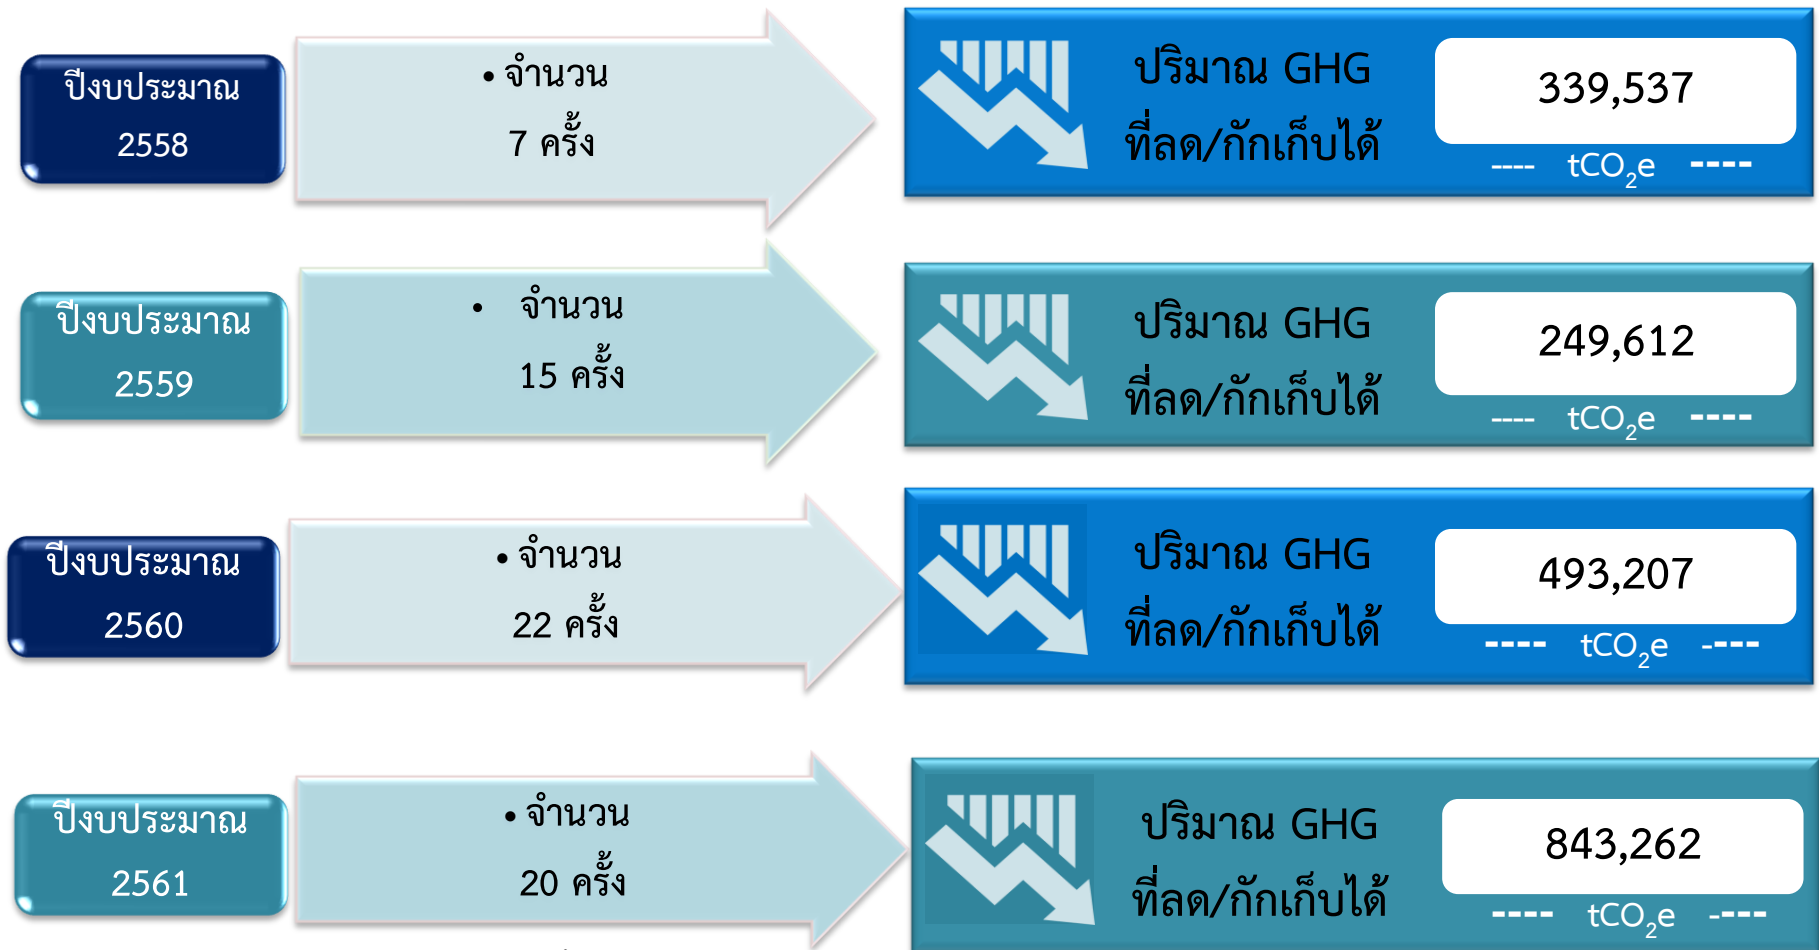 ปีงบประมาณ
2558
• จำนวน
7 ครั้ง
ปริมาณ GHG
ที่ลด/กักเก็บได้
339,537
---- tCO₂e ----
ปีงบประมาณ
2559
• จำนวน
15 ครั้ง
ปริมาณ GHG
ที่ลด/กักเก็บได้
249,612
---- tCO₂e ----
ปีงบประมาณ
2560
• จำนวน
22 ครั้ง
ปริมาณ GHG
ที่ลด/กักเก็บได้
493,207
---- tCO₂e ----
ปีงบประมาณ
2561
• จำนวน
20 ครั้ง
ปริมาณ GHG
ที่ลด/กักเก็บได้
843,262
---- tCO₂e ----